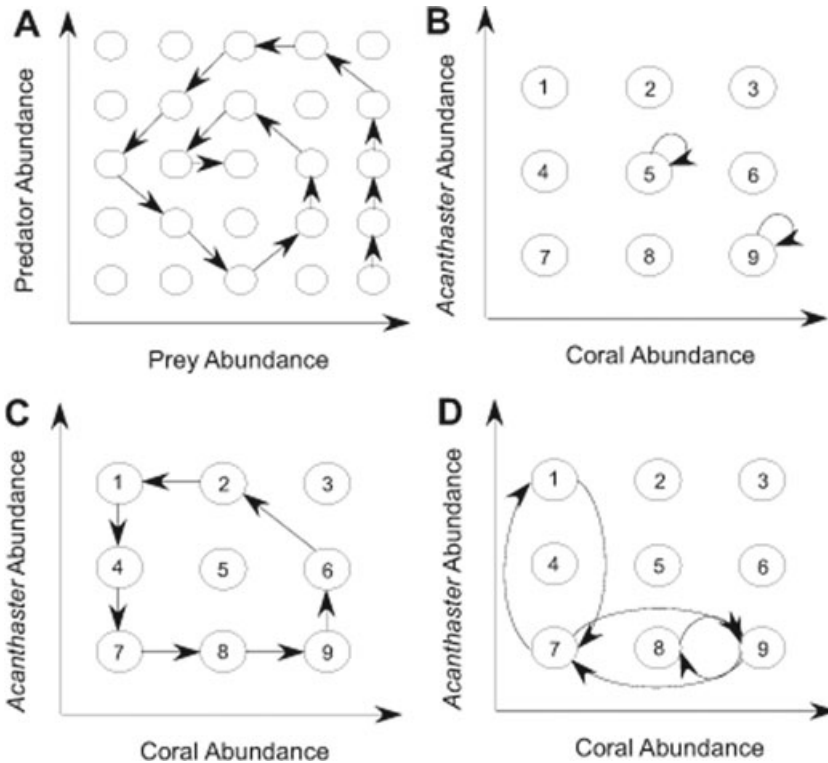 A
Predator Abundance
Prey Abundance
B
Acanthaster Abundance
1 2 3
4 5 6
7 8 9
Coral Abundance
C
Acanthaster Abundance
1 2 3
4 5 6
7 8 9
Coral Abundance
D
Acanthaster Abundance
1 2 3
4 5 6
7 8 9
Coral Abundance